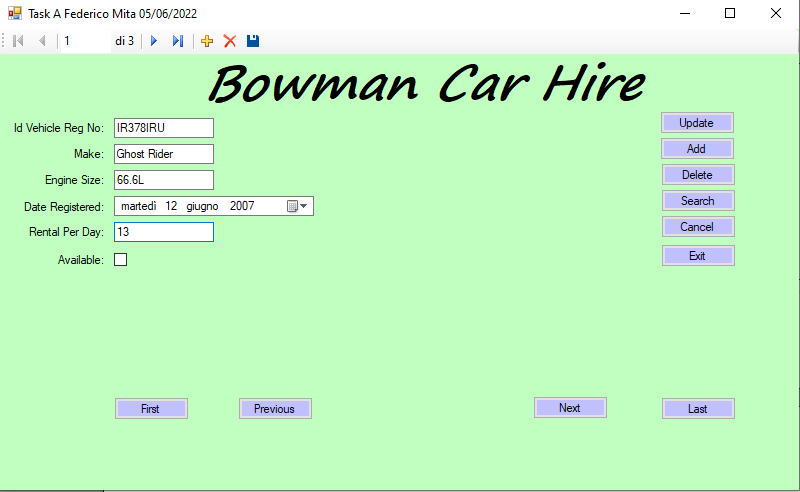 Task A Federico Mita 05/06/2022
1 di 3
Bowman Car Hire
Id Vehicle Reg No: IR378IRU
Make: Ghost Rider
Engine Size: 66.6L
Date Registered: martedì 12 giugno 2007
Rental Per Day: 13
Available:
Update
Add
Delete
Search
Cancel
Exit
First Previous Next Last